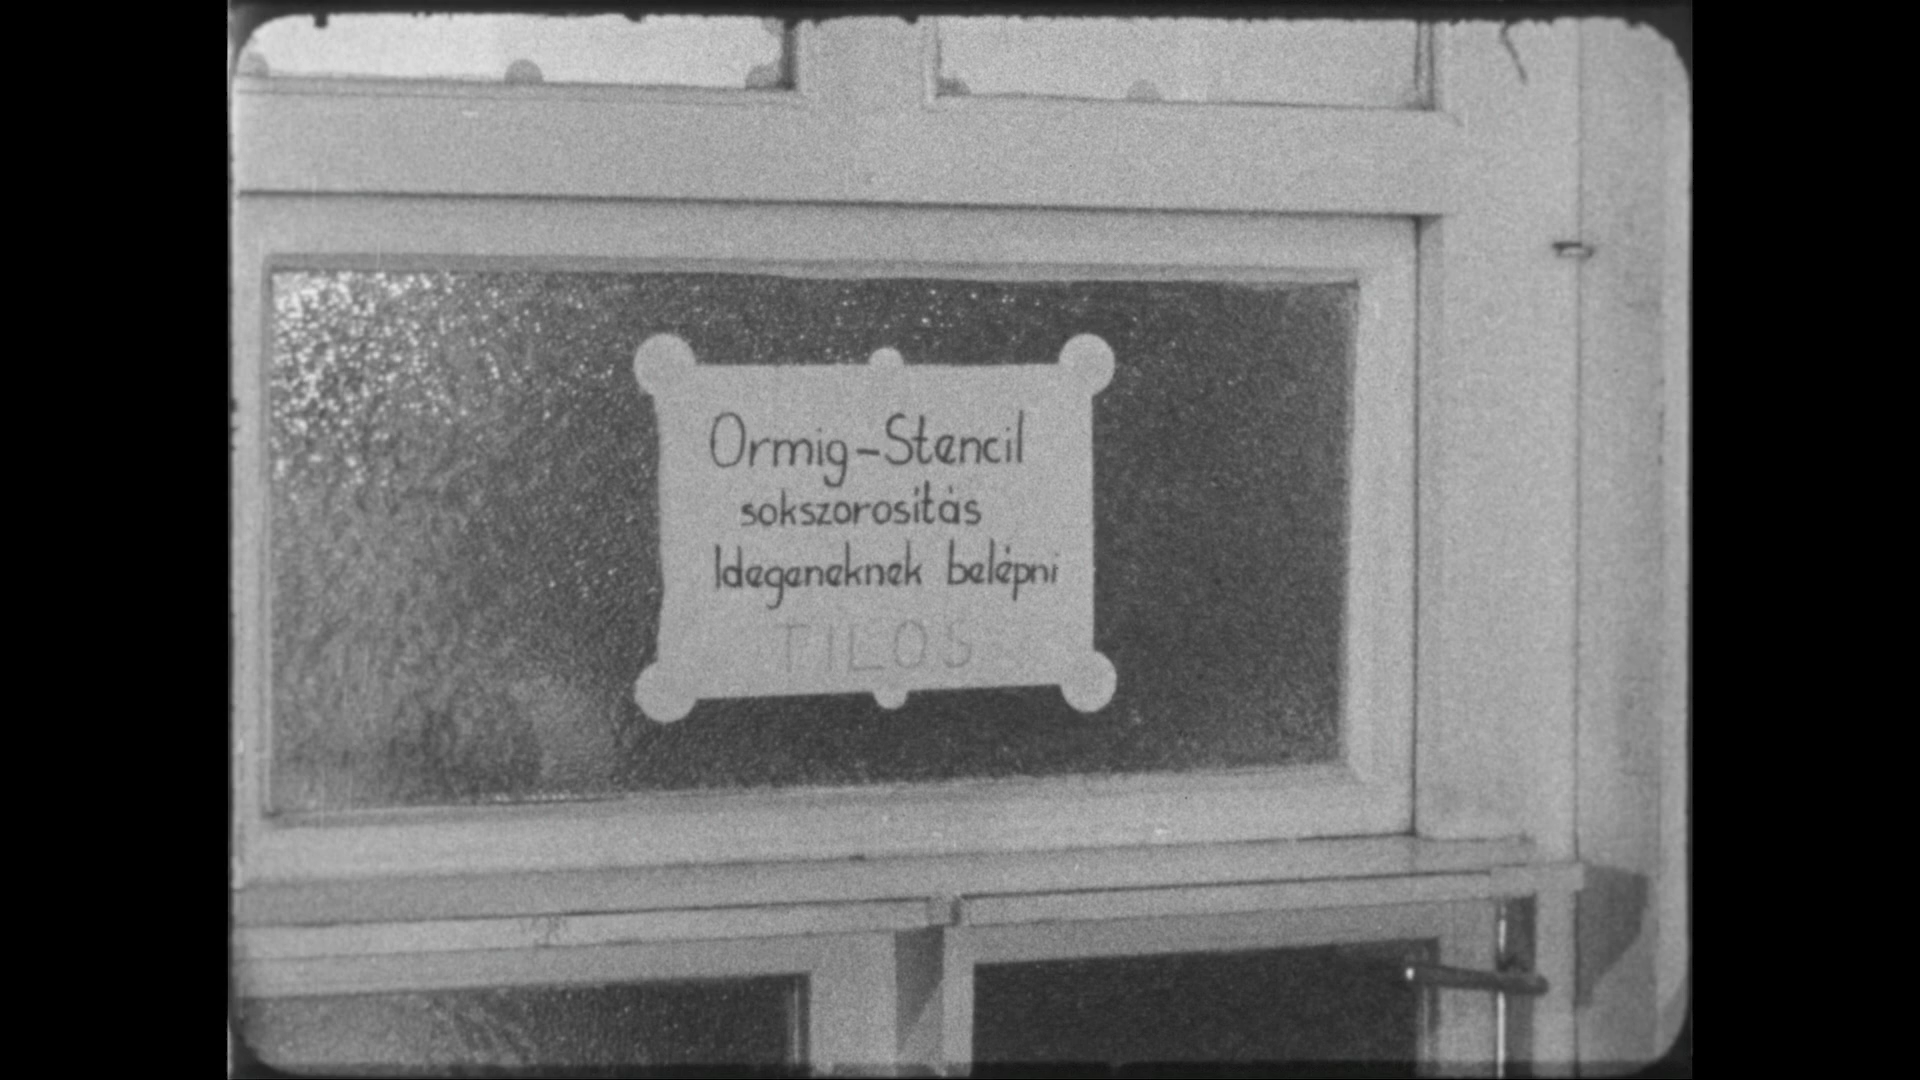 Ormig-Stencil
sokszorosítás
Idegeneknek belépni
TILOS